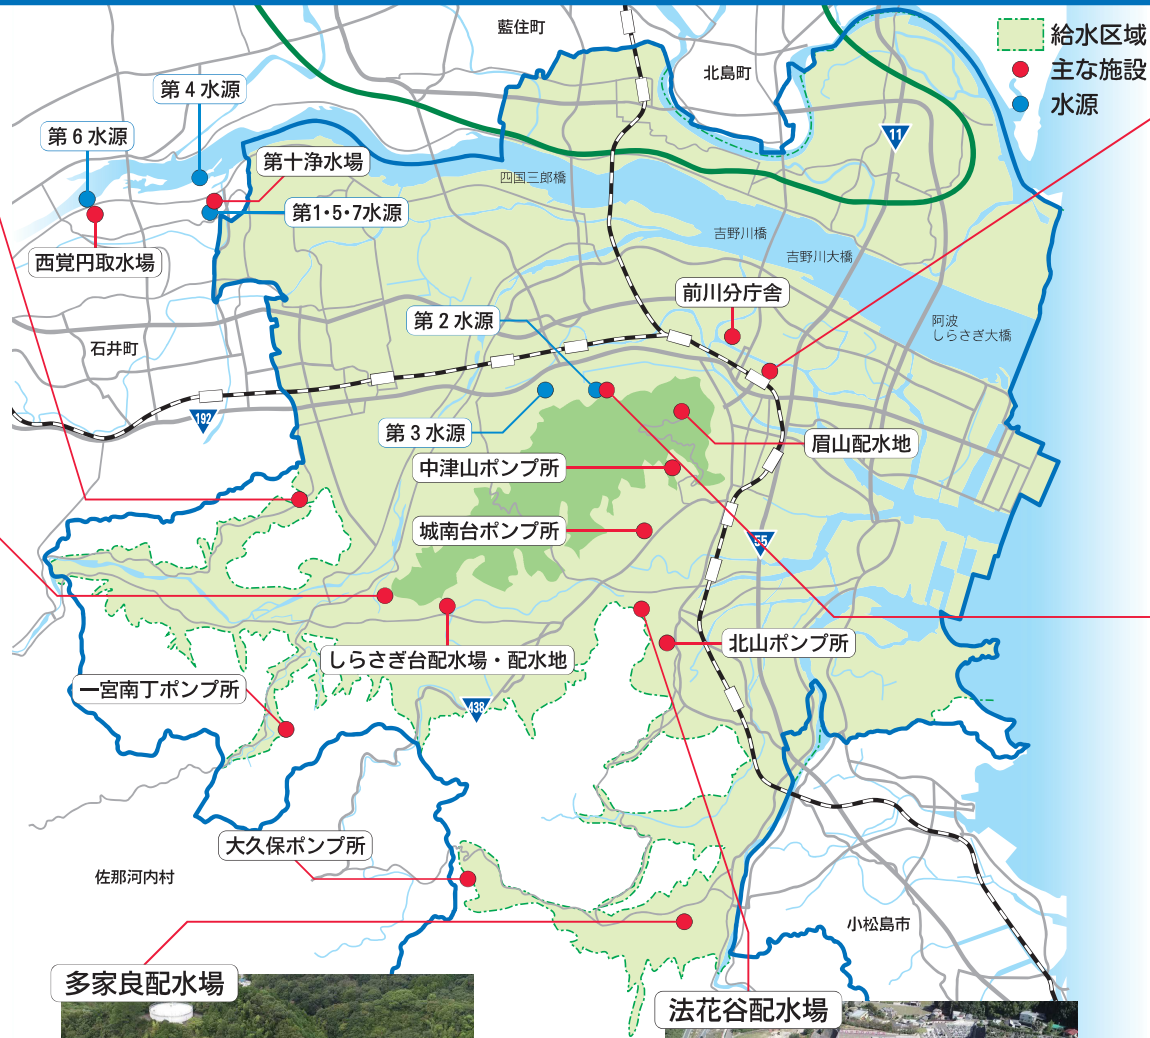 藍住町
給水区域
主な施設
水源
北島町
第4水源
第6水源
11
第十浄水場
四国三郎橋
第1・5・7水源
吉野川橋
西覚円取水場
吉野川大橋
前川分庁舎
第2水源
阿波
しらさぎ大橋
石井町
192
第3水源
眉山配水地
中津山ポンプ所
城南台ポンプ所
55
北山ポンプ所
しらさぎ台配水場・配水地
一宮南丁ポンプ所
438
大久保ポンプ所
佐那河内村
小松島市
多家良配水場
法花谷配水場